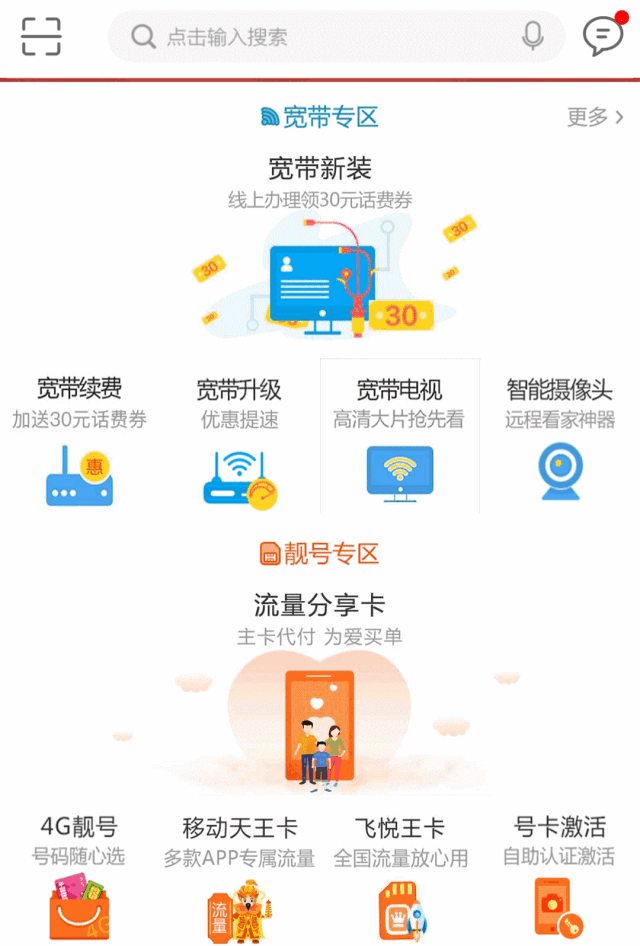 点击输入搜索
宽带专区
更多
宽带新装
线上办理领30元话费券
30
30
30
30
宽带续费
宽带升级
宽带电视
智能摄像头
加送30元话费券
优惠提速
高清大片抢先看
远程看家神器
惠
靓号专区
流量分享卡
主卡代付 为爱买单
4G靓号
移动天王卡
飞悦王卡
号卡激活
号码随心选
多款APP专属流量
全国流量放心用
自助认证激活
流量
4G